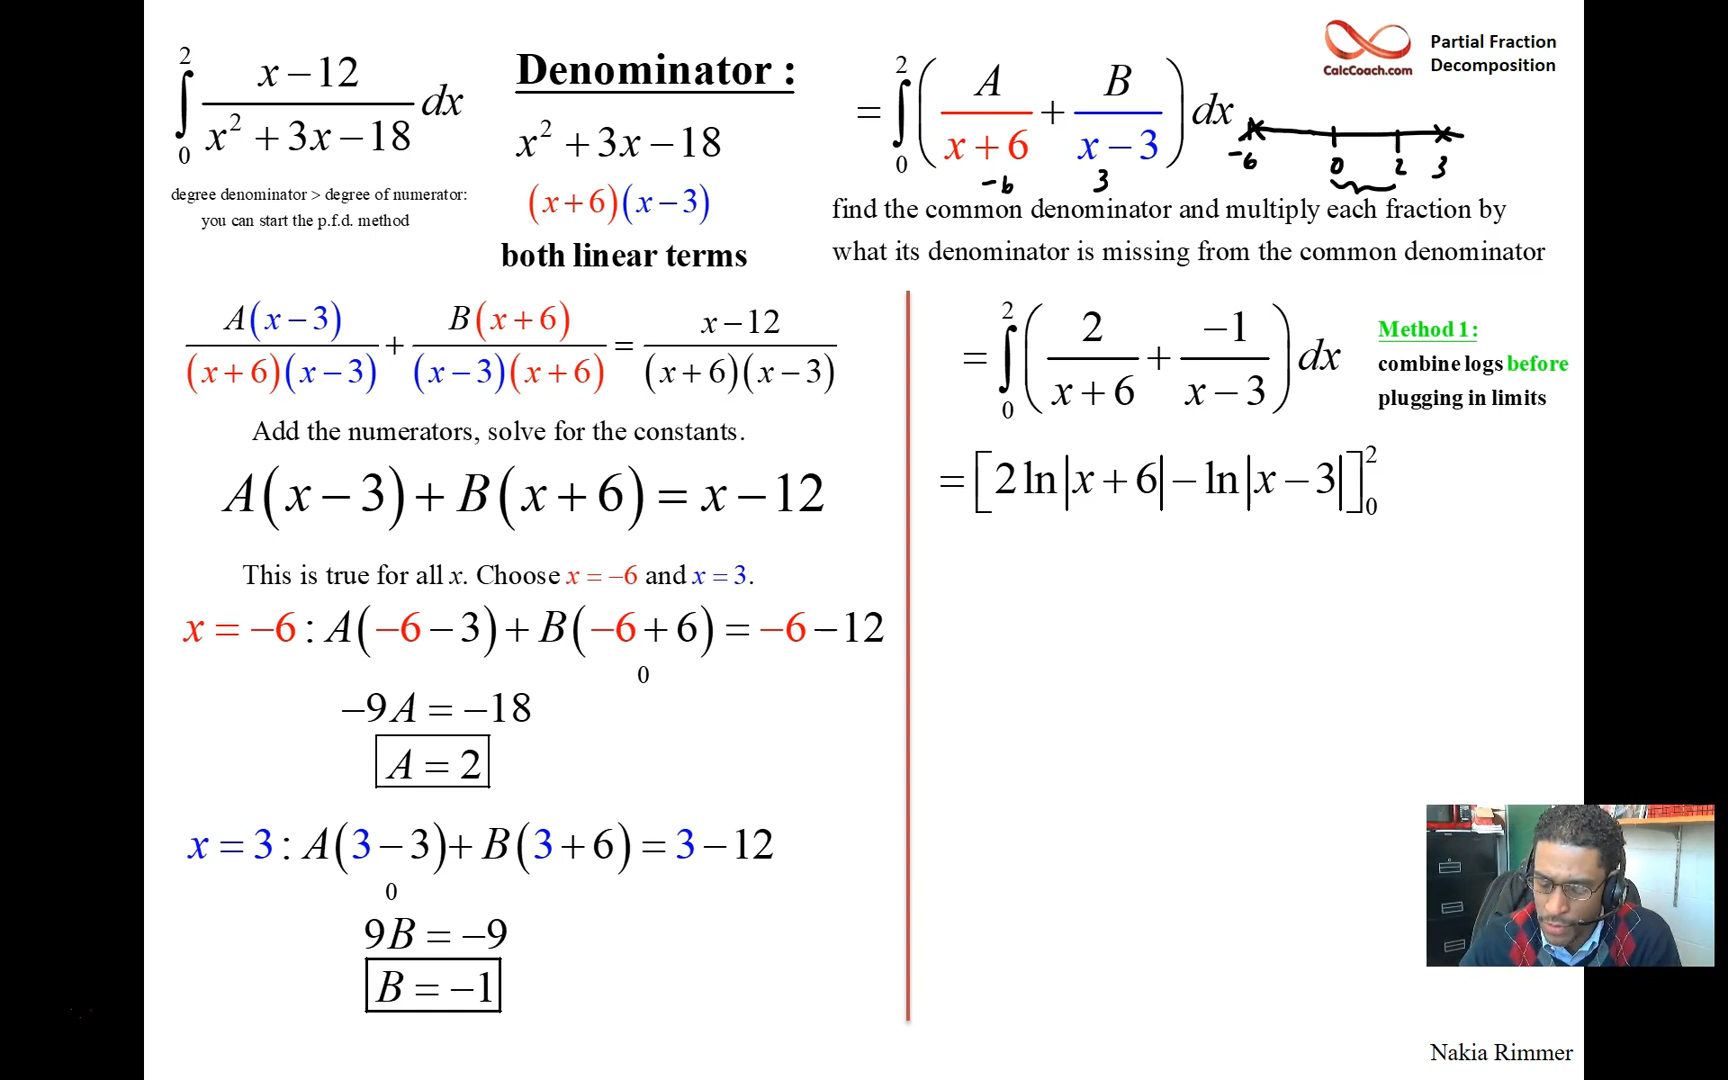 ∫₀² (x−12)/(x² + 3x −18) dx
degree denominator > degree of numerator:
you can start the p.f.d. method
Denominator :
x² + 3x −18
(x+6)(x−3)
both linear terms
= ∫₀² ( A/(x+6) + B/(x−3) ) dx
−6 3
−6 0 2 3
CalcCoach.com
Partial Fraction
Decomposition
find the common denominator and multiply each fraction by
what its denominator is missing from the common denominator
A(x−3)/((x+6)(x−3)) + B(x+6)/((x−3)(x+6)) = (x−12)/((x+6)(x−3))
Add the numerators, solve for the constants.
A(x−3)+B(x+6) = x−12
This is true for all x. Choose x = −6 and x = 3.
x = −6 : A(−6−3)+B(−6+6) = −6−12
0
−9A = −18
A = 2
x = 3 : A(3−3)+B(3+6) = 3−12
0
9B = −9
B = −1
= ∫₀² ( 2/(x+6) + −1/(x−3) ) dx
Method 1:
combine logs before
plugging in limits
= [2 ln|x+6| − ln|x−3|]₀²
Nakia Rimmer